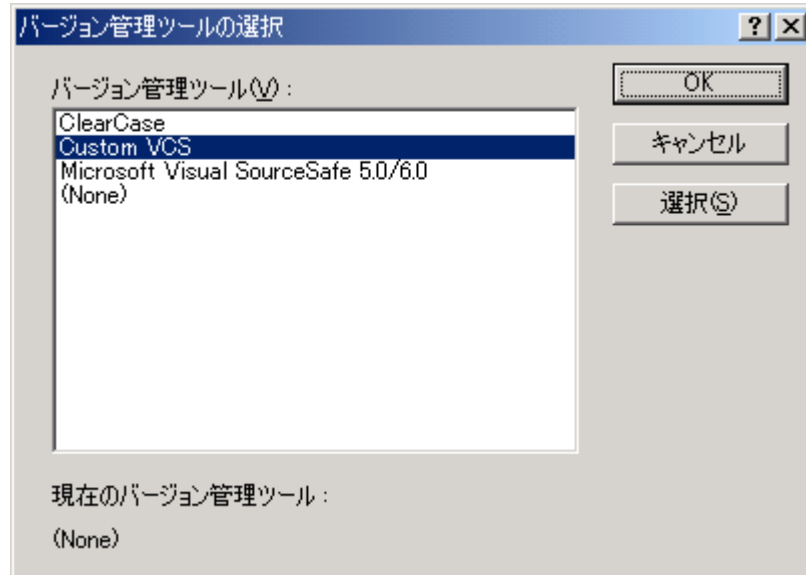 バージョン管理ツールの選択
バージョン管理ツール(V) :
ClearCase
Custom VCS
Microsoft Visual SourceSafe 5.0/6.0
(None)
OK
キャンセル
選択(S)
現在のバージョン管理ツール :
(None)